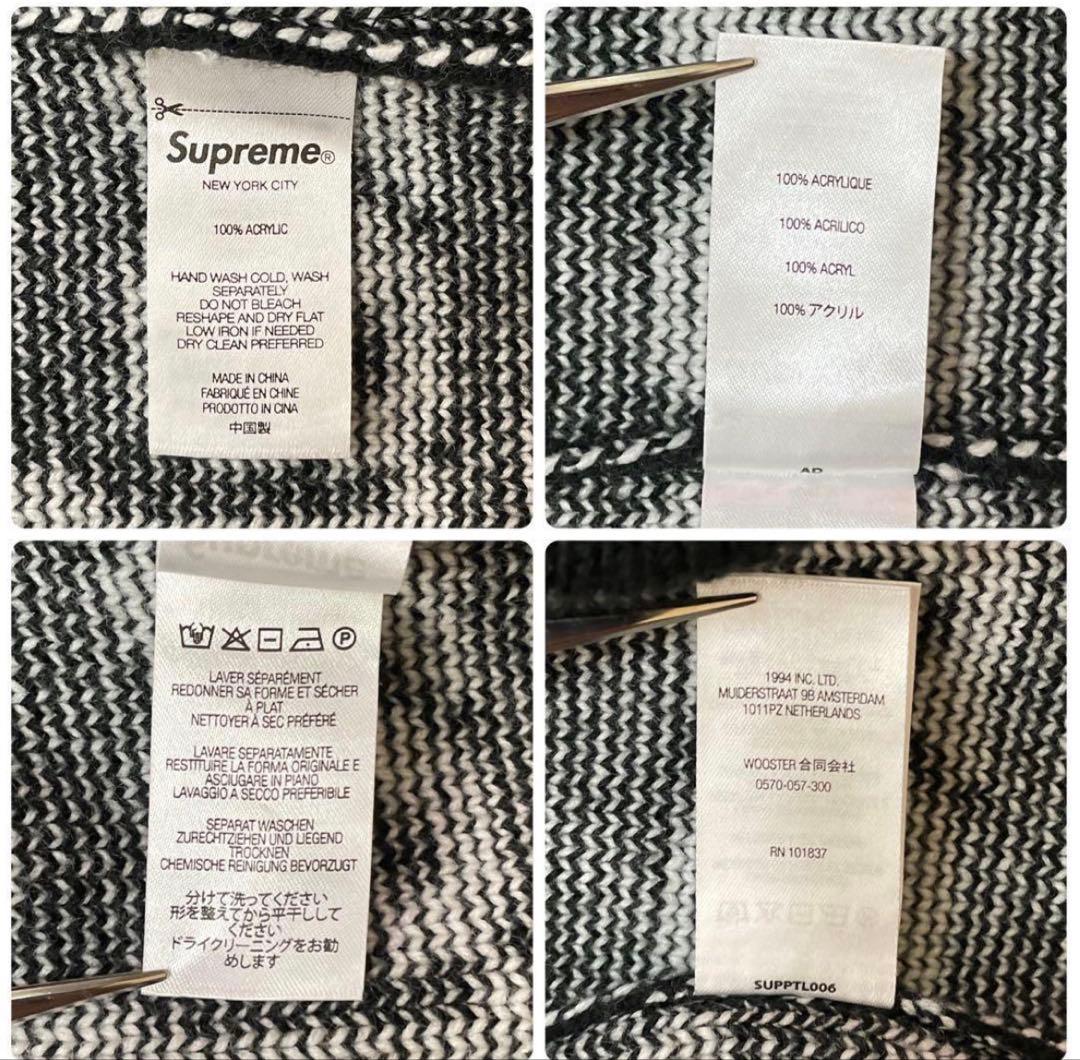 Supreme®
NEW YORK CITY
100% ACRYLIC
HAND WASH COLD, WASH
SEPARATELY
DO NOT BLEACH
RESHAPE AND DRY FLAT
LOW IRON IF NEEDED
DRY CLEAN PREFERRED
MADE IN CHINA
FABRIQUÉ EN CHINE
PRODOTTO IN CINA
中国製
100% ACRYLIQUE
100% ACRILICO
100% ACRYL
100% アクリル
P
LAVER SÉPARÉMENT
REDONNER SA FORME ET SÉCHER
À PLAT
NETTOYER À SEC PRÉFÉRÉ
LAVARE SEPARATAMENTE
RESTITUIRE LA FORMA ORIGINALE E
ASCIUGARE IN PIANO
LAVAGGIO A SECCO PREFERIBILE
SEPARAT WASCHEN
ZURECHTZIEHEN UND LIEGEND
TROCKNEN
CHEMISCHE REINIGUNG BEVORZUGT
分けて洗ってください
形を整えてから平干しして
ください
ドライクリーニングをお勧
めします
1994 INC. LTD.
MUIDERSTRAAT 9B AMSTERDAM
1011PZ NETHERLANDS
WOOSTER 合同会社
0570-057-300
RN 101837
SUPPTL006